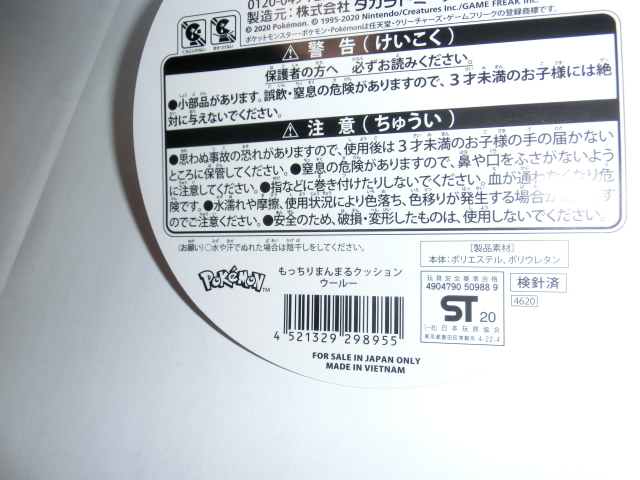 製造元：株式会社 タカラトミー
© 2020 Pokémon. © 1995-2020 Nintendo/Creatures Inc./GAME FREAK inc.
ポケットモンスター・ポケモン・Pokémonは任天堂・クリーチャーズ・ゲームフリークの登録商標です。
⚠ 警告(けいこく)
保護者の方へ 必ずお読みください。
●小部品があります。誤飲・窒息の危険がありますので、3才未満のお子様には絶
対に与えないでください。
⚠ 注意(ちゅうい)
●思わぬ事故の恐れがありますので、使用後は3才未満のお子様の手の届かない
ところに保管してください。●窒息の危険がありますので、鼻や口をふさがないよう
に注意してください。●指などに巻き付けたりしないでください。血が通わなくなり危
険です。●水濡れや摩擦、使用状況により色落ち、色移りが発生する場合がありです
のでご注意ください。●安全のため、破損・変形したものは、使用しないでください。
(お願い)○水や汗でぬれた場合は陰干しをしてください。
[製品素材]
本体：ポリエステル、ポリウレタン
POKéMON™
もっちりまんまるクッション
ウールー
4 521329 298955
FOR SALE IN JAPAN ONLY
MADE IN VIETNAM
玩具安全基準合格
4904790 50988 9
ST 20
(一社)日本玩具協会
東京都墨田区東駒形 4-22-4
検針済
4620